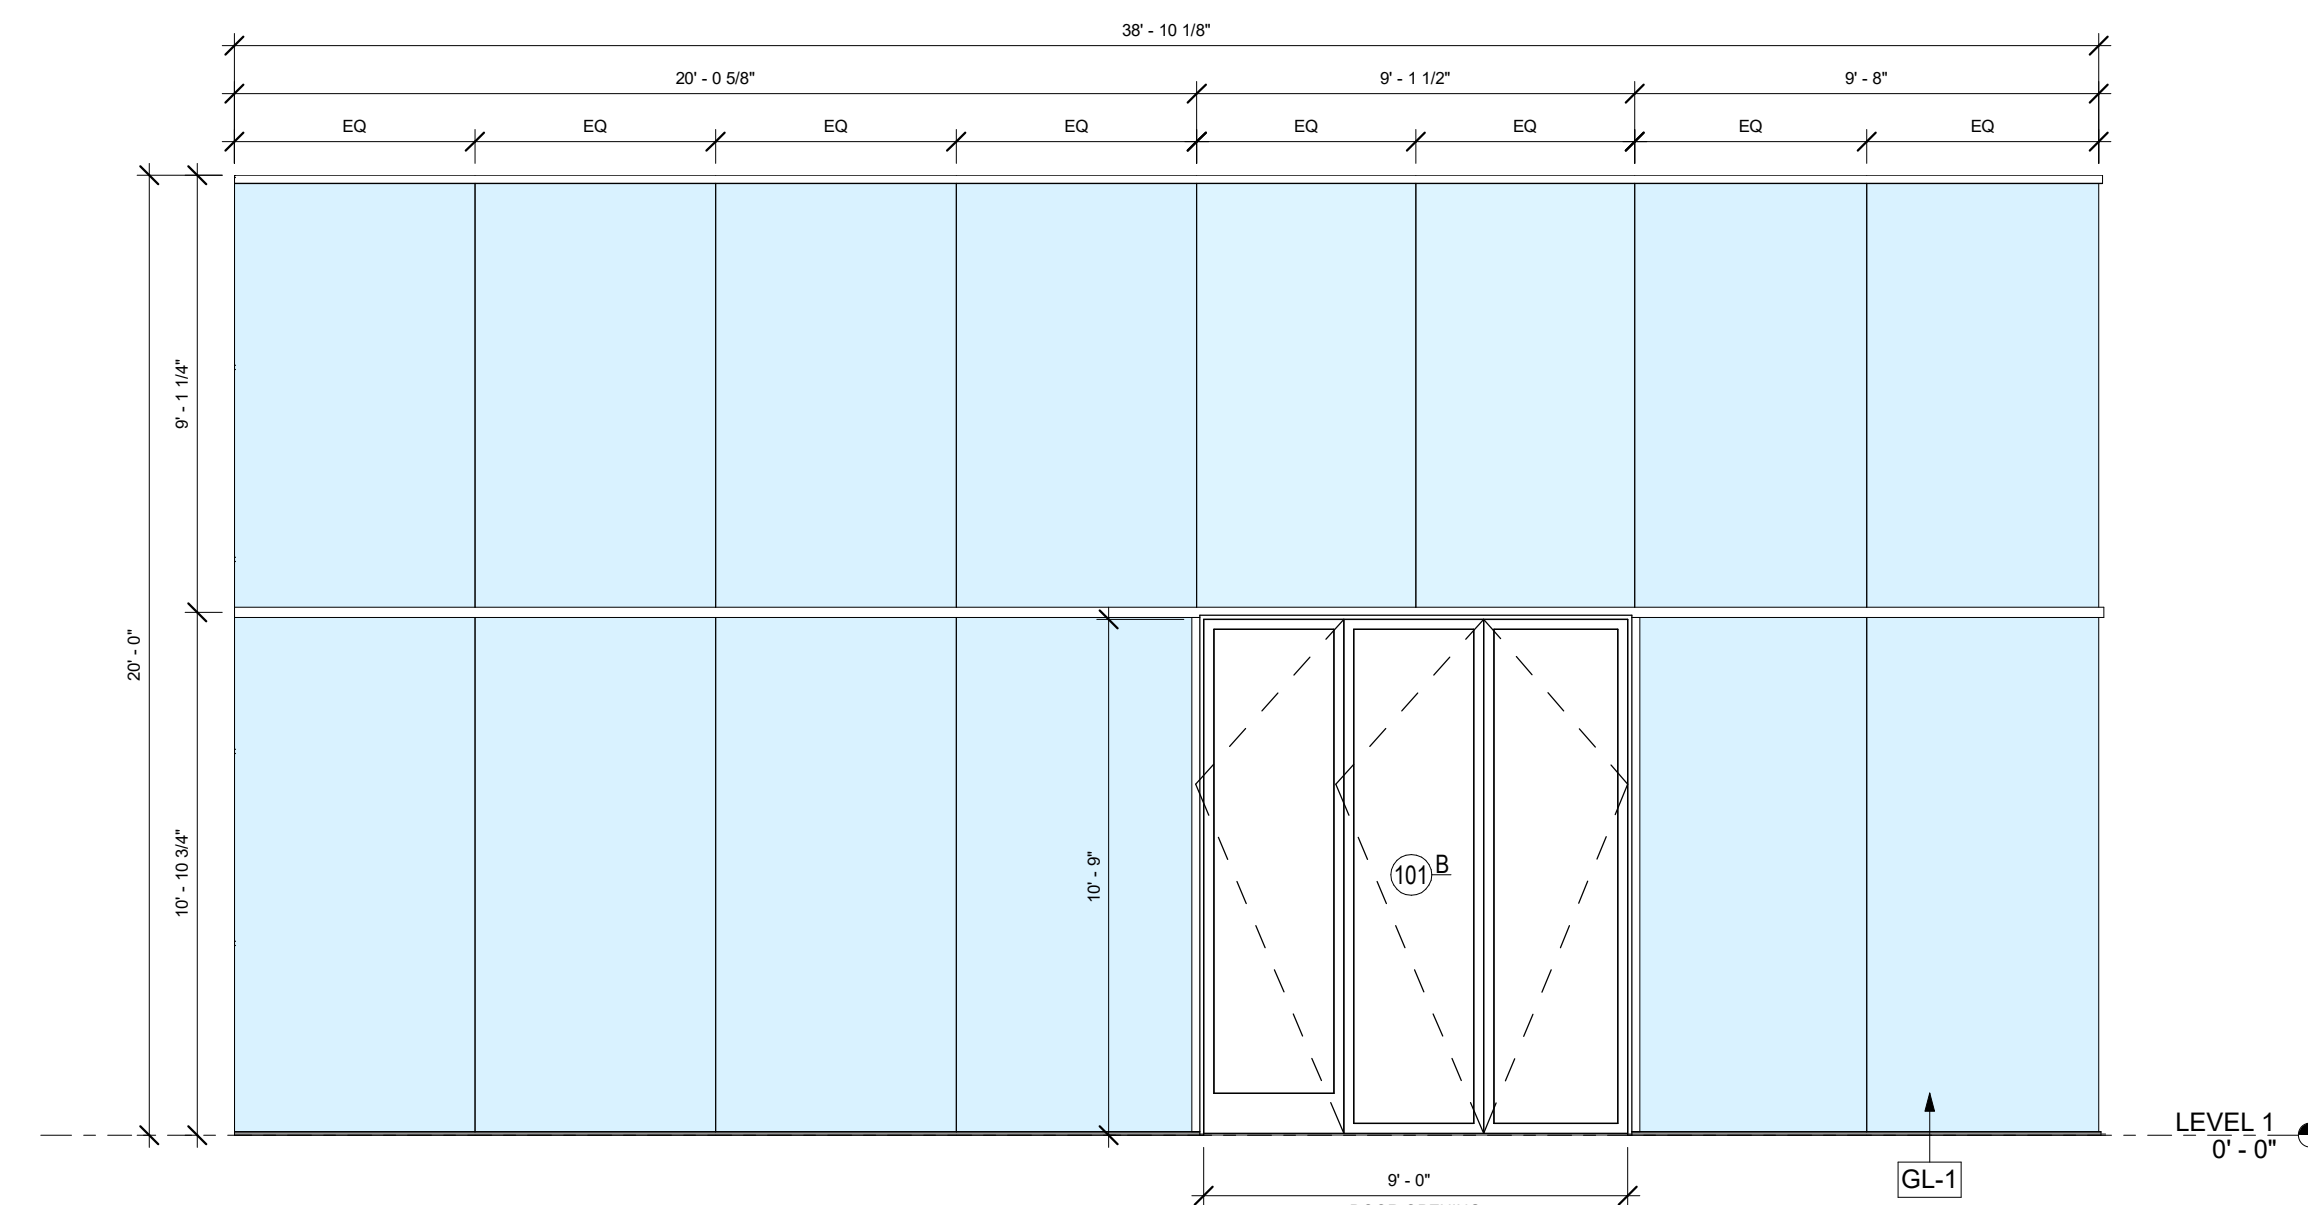 38' - 10 1/8"
20' - 0 5/8"
9' - 1 1/2"
9' - 8"
EQ
EQ
EQ
EQ
EQ
EQ
EQ
EQ
9' - 1 1/4"
20' - 0"
10' - 10 3/4"
10' - 9"
101 B
LEVEL 1
0' - 0"
GL-1
9' - 0"